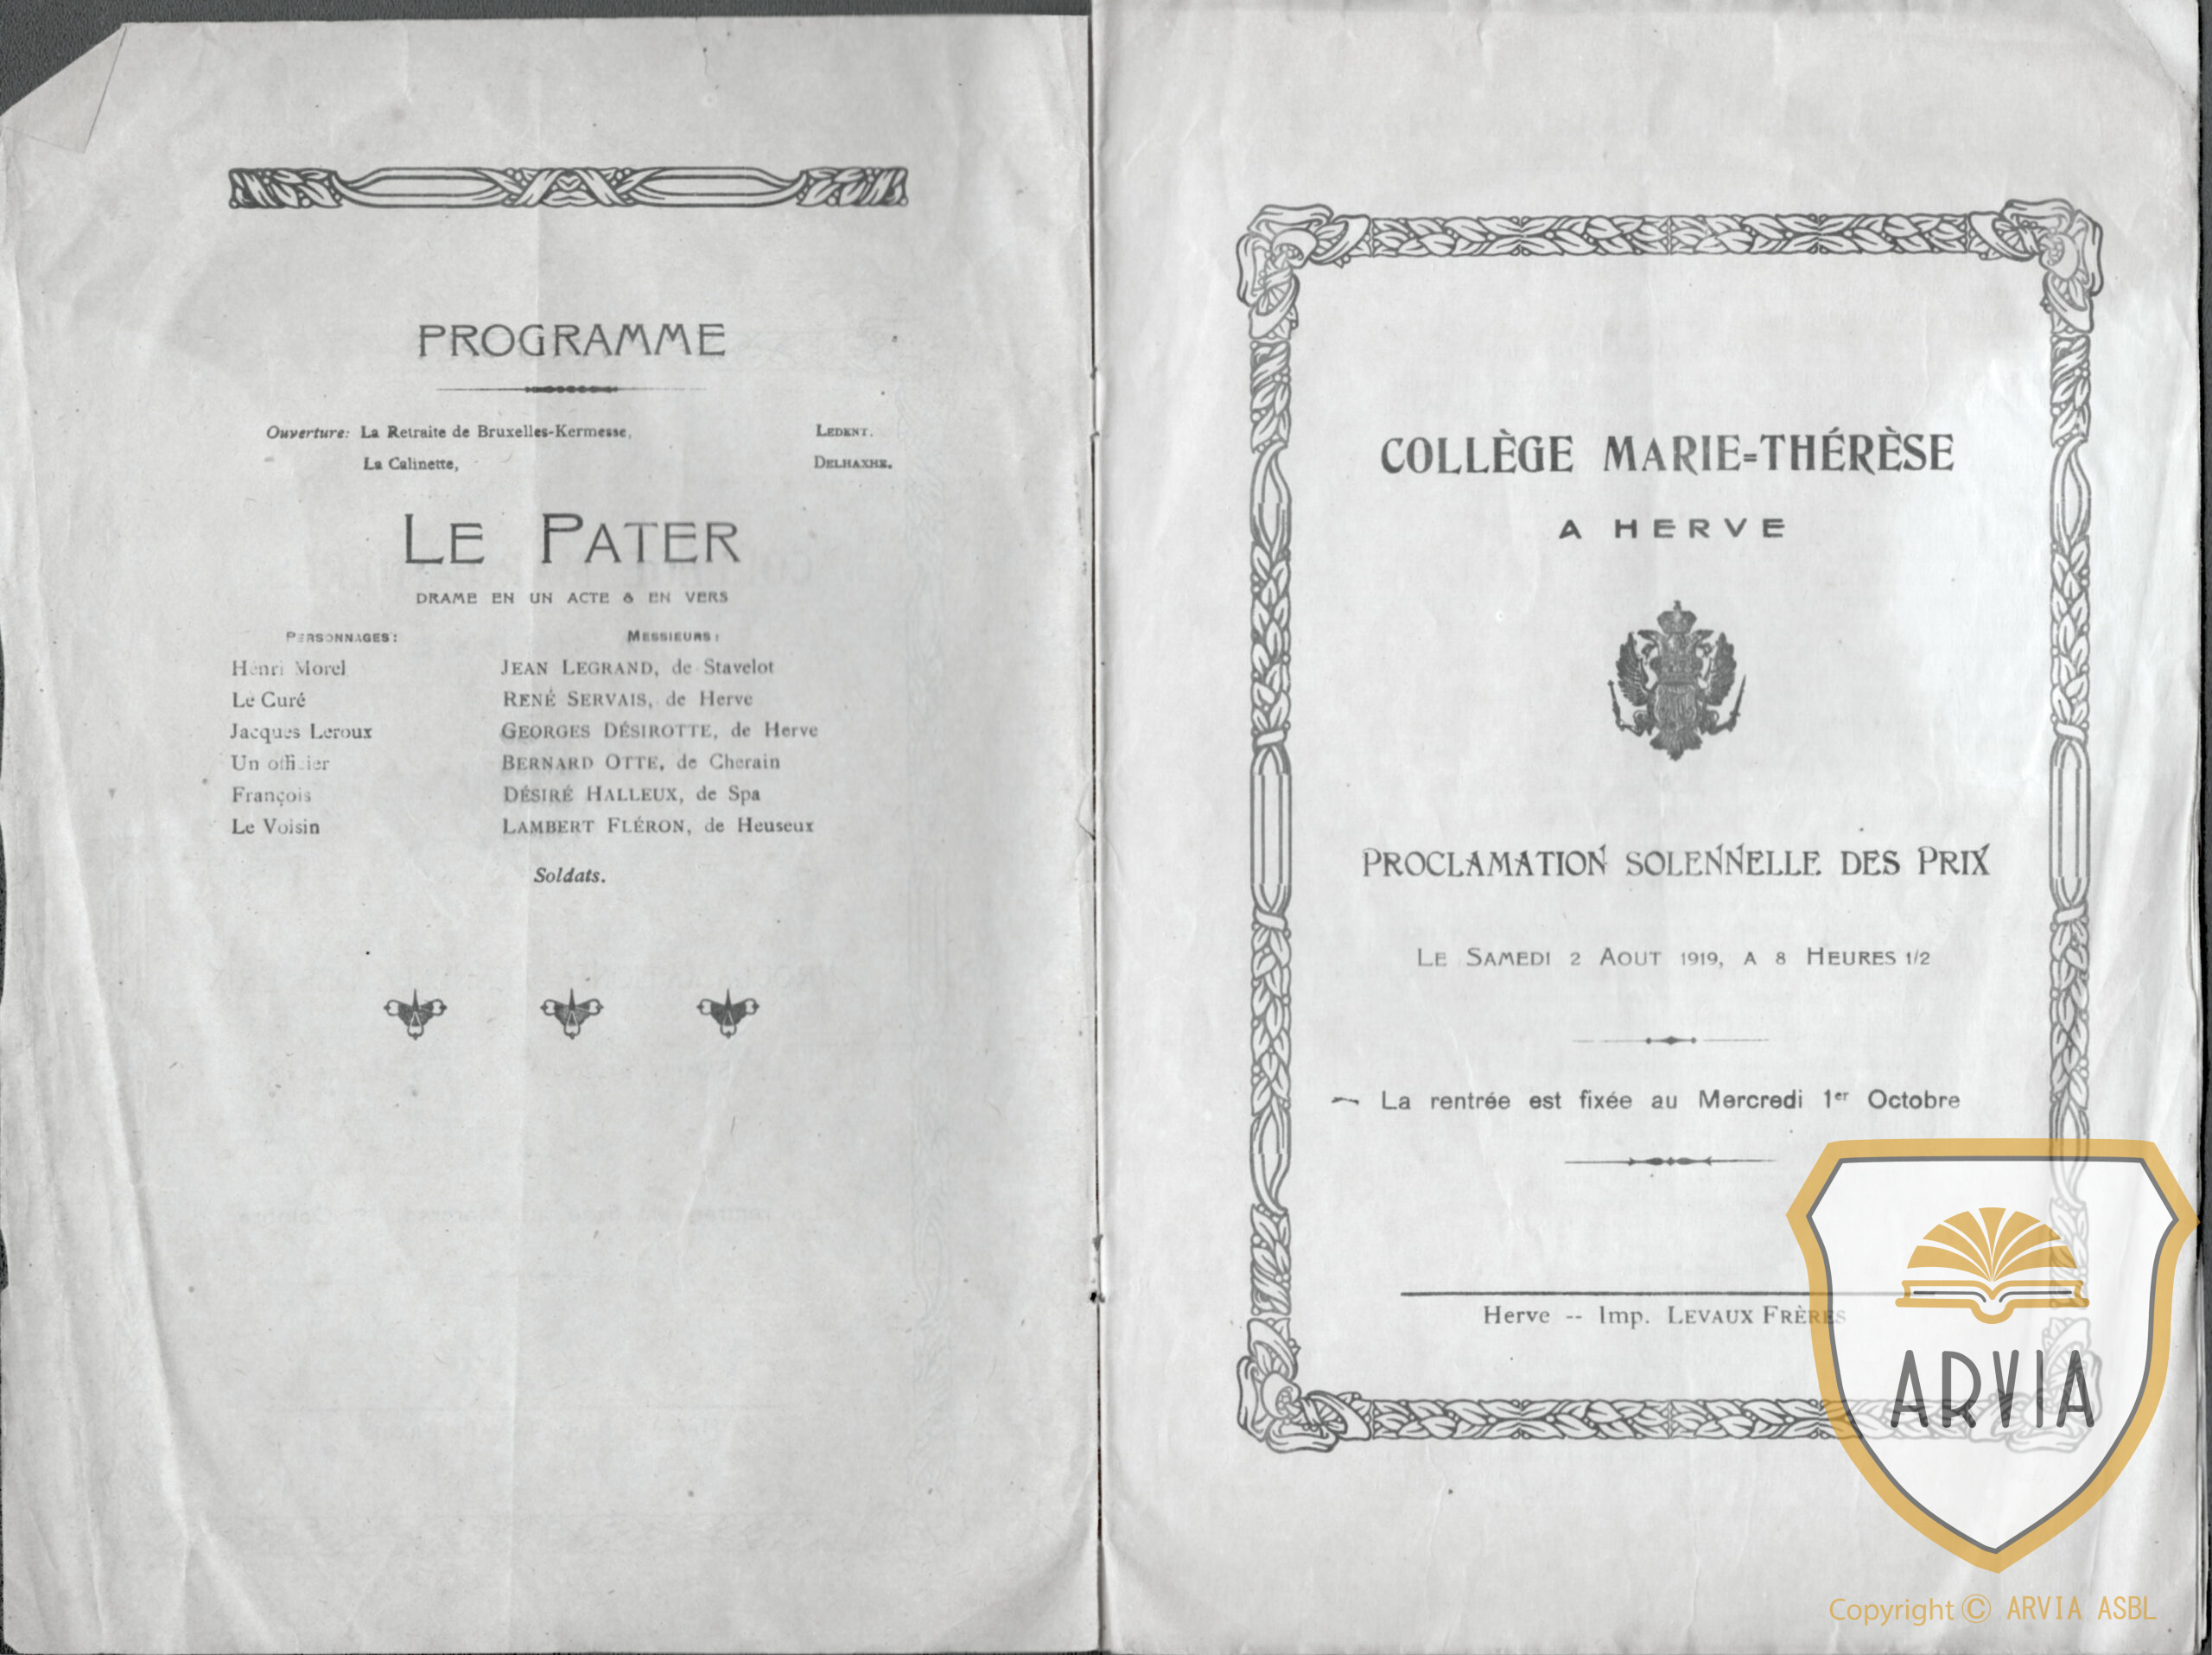 PROGRAMME
Ouverture: La Retraite de Bruxelles-Kermesse, LEDENT.
La Calinette, DELHAXHE.
LE PATER
DRAME EN UN ACTE & EN VERS
PERSONNAGES: MESSIEURS:
Henri Morel JEAN LEGRAND, de Stavelot
Le Curé RENÉ SERVAIS, de Herve
Jacques Leroux GEORGES DÉSIROTTE, de Herve
Un officier BERNARD OTTE, de Cherain
François DÉSIRÉ HALLEUX, de Spa
Le Voisin LAMBERT FLÉRON, de Heuseux
Soldats.
COLLÈGE MARIE-THÉRÈSE
A HERVE
PROCLAMATION SOLENNELLE DES PRIX
LE SAMEDI 2 AOUT 1919, A 8 HEURES 1/2
La rentrée est fixée au Mercredi 1er Octobre
Herve -- Imp. LEVAUX FRÈRES
ARVIA
Copyright © ARVIA ASBL